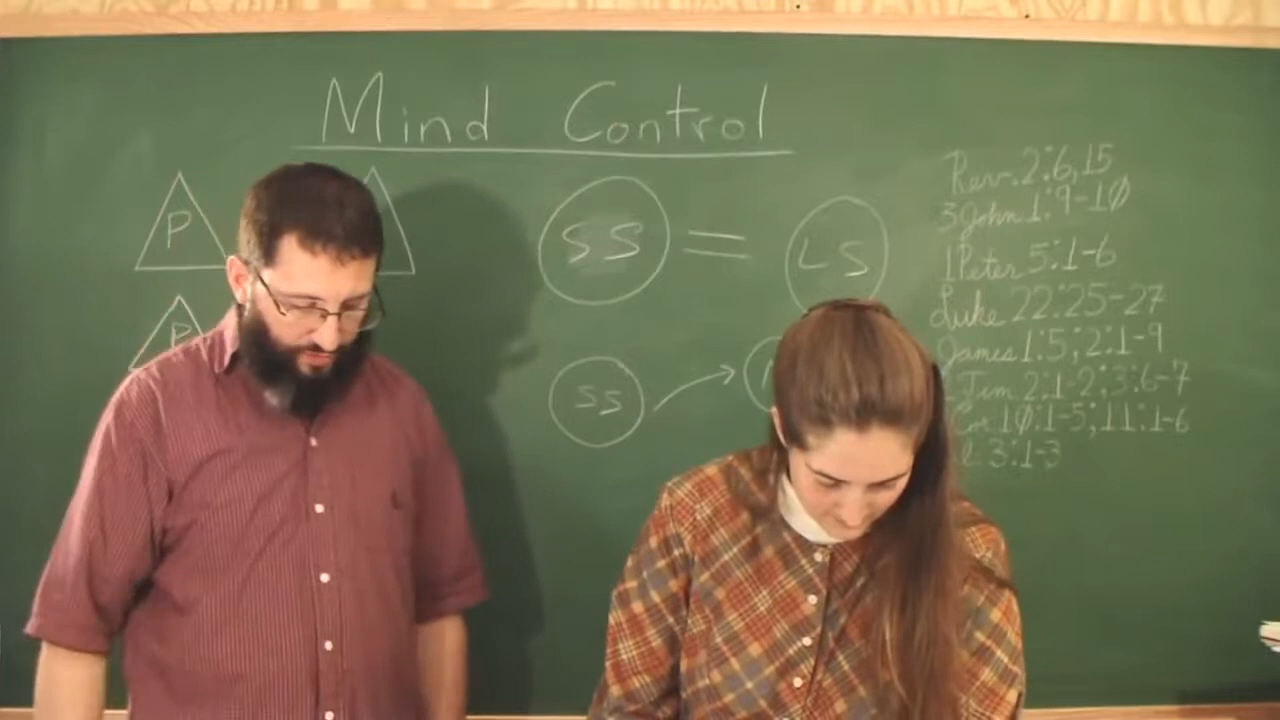 Mind Control
P
SS = LS
P
SS
Rev. 2:6,15
3 John 1:9-10
1 Peter 5:1-6
Luke 22:25-27
James 1:5; 2:1-9
Tim. 2:1-2; 3:6-7
Cor. 10:1-5; 11:1-6
3:1-3